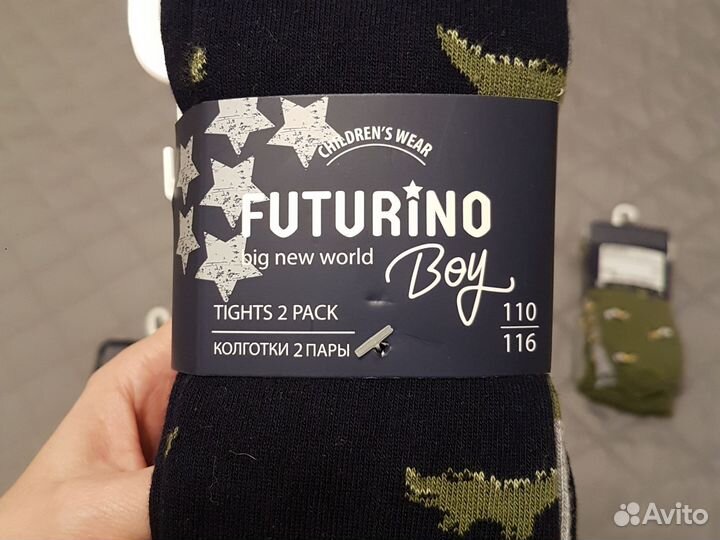 CHILDREN'S WEAR
FUTURINO
big new world
Boy
TIGHTS 2 PACK
КОЛГОТКИ 2 ПАРЫ
110
116
Avito